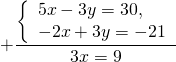 5x − 3y = 30,
+ { −2x + 3y = −21
3x = 9